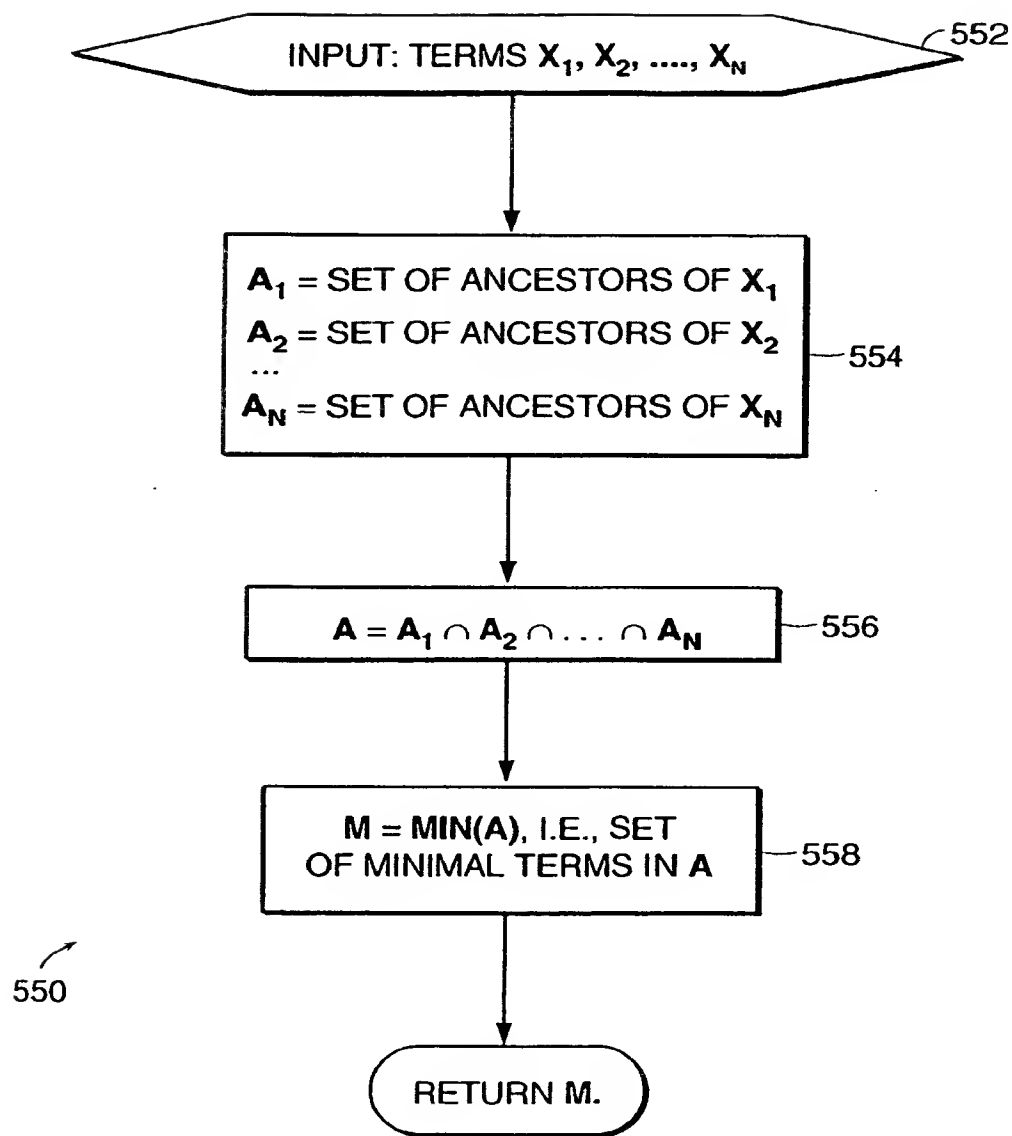 INPUT: TERMS X1, X2, ...., XN
552
A1 = SET OF ANCESTORS OF X1
A2 = SET OF ANCESTORS OF X2
...
AN = SET OF ANCESTORS OF XN
554
A = A1 ∩ A2 ∩ . . . ∩ AN
556
M = MIN(A), I.E., SET
OF MINIMAL TERMS IN A
558
550
RETURN M.